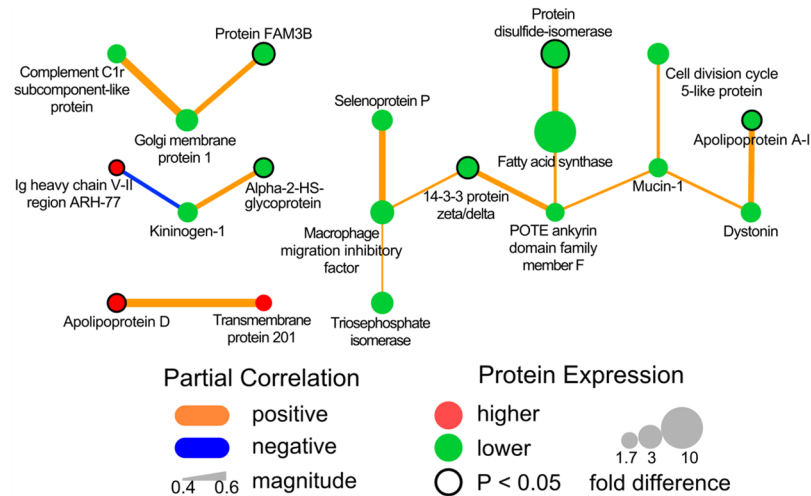 Protein FAM3B
Complement C1r
subcomponent-like
protein
Golgi membrane
protein 1
Protein
disulfide-isomerase
Cell division cycle
5-like protein
Selenoprotein P
Fatty acid synthase
Apolipoprotein A-I
Ig heavy chain V-II
region ARH-77
Alpha-2-HS-
glycoprotein
Kininogen-1
Macrophage
migration inhibitory
factor
14-3-3 protein
zeta/delta
POTE ankyrin
domain family
member F
Mucin-1
Dystonin
Apolipoprotein D
Transmembrane
protein 201
Triosephosphate
isomerase
Partial Correlation
positive
negative
0.4 0.6 magnitude
Protein Expression
higher
lower
P < 0.05
1.7 3 10
fold difference